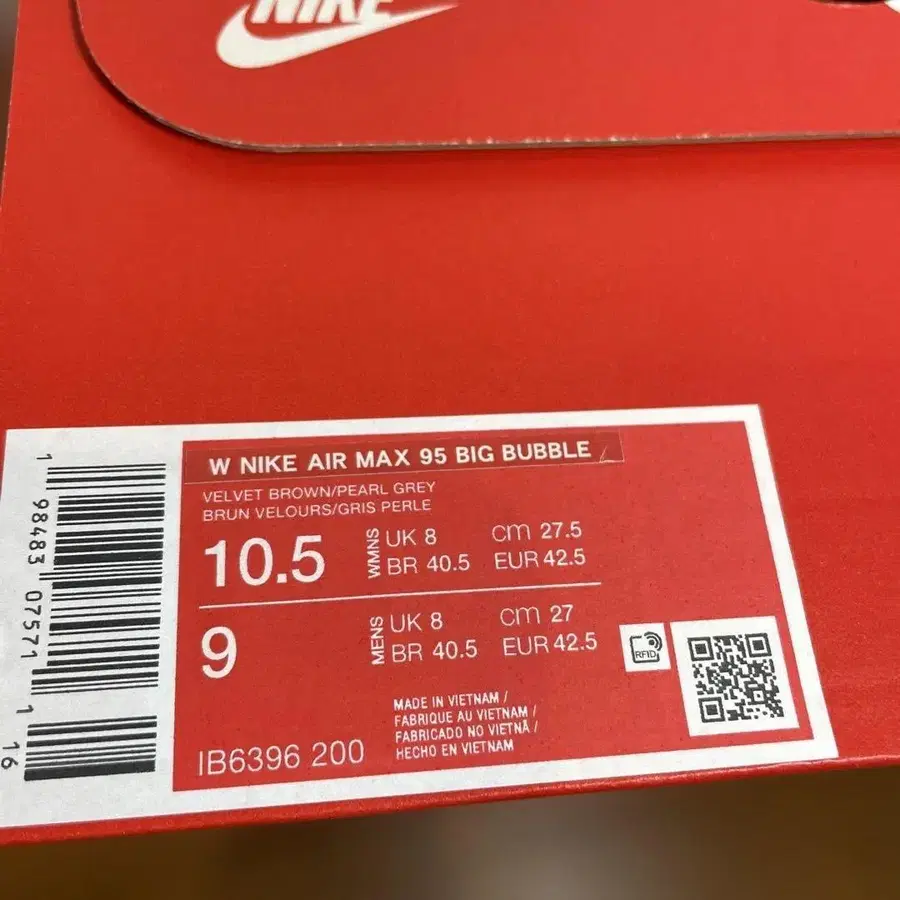 NIKE
W NIKE AIR MAX 95 BIG BUBBLE
VELVET BROWN/PEARL GREY
BRUN VELOURS/GRIS PERLE
10.5
WMNS
UK 8 cm 27.5
BR 40.5 EUR 42.5
9
MENS
UK 8 cm 27
BR 40.5 EUR 42.5
RFID
MADE IN VIETNAM /
FABRIQUE AU VIETNAM /
FABRICADO NO VIETNÃ /
HECHO EN VIETNAM
IB6396 200
1 98483 07571 1 16